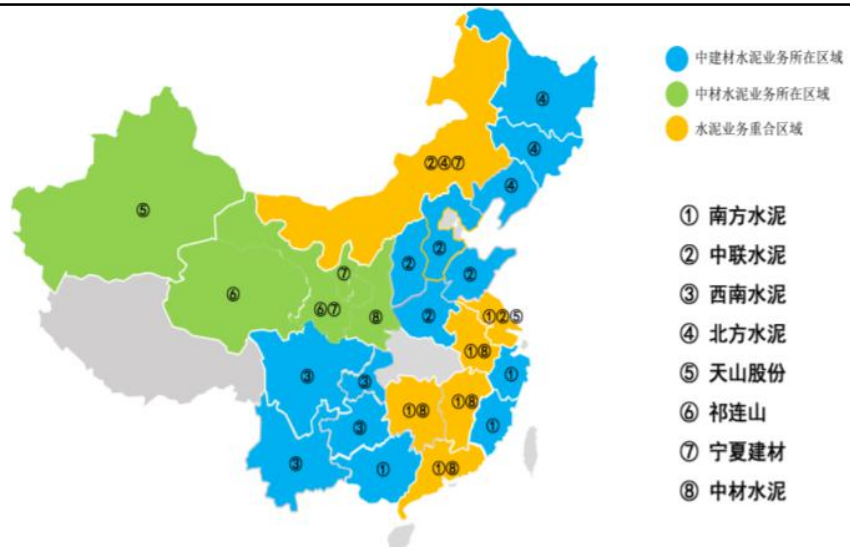 中建材水泥业务所在区域
中材水泥业务所在区域
水泥业务重合区域
④
④
②④⑦
④
⑤
②
②
②
⑦
⑥
⑥⑦
⑧
②
①②⑤
①⑧
③
③
①
①⑧
①⑧
③
①
③
①
①⑧
① 南方水泥
② 中联水泥
③ 西南水泥
④ 北方水泥
⑤ 天山股份
⑥ 祁连山
⑦ 宁夏建材
⑧ 中材水泥